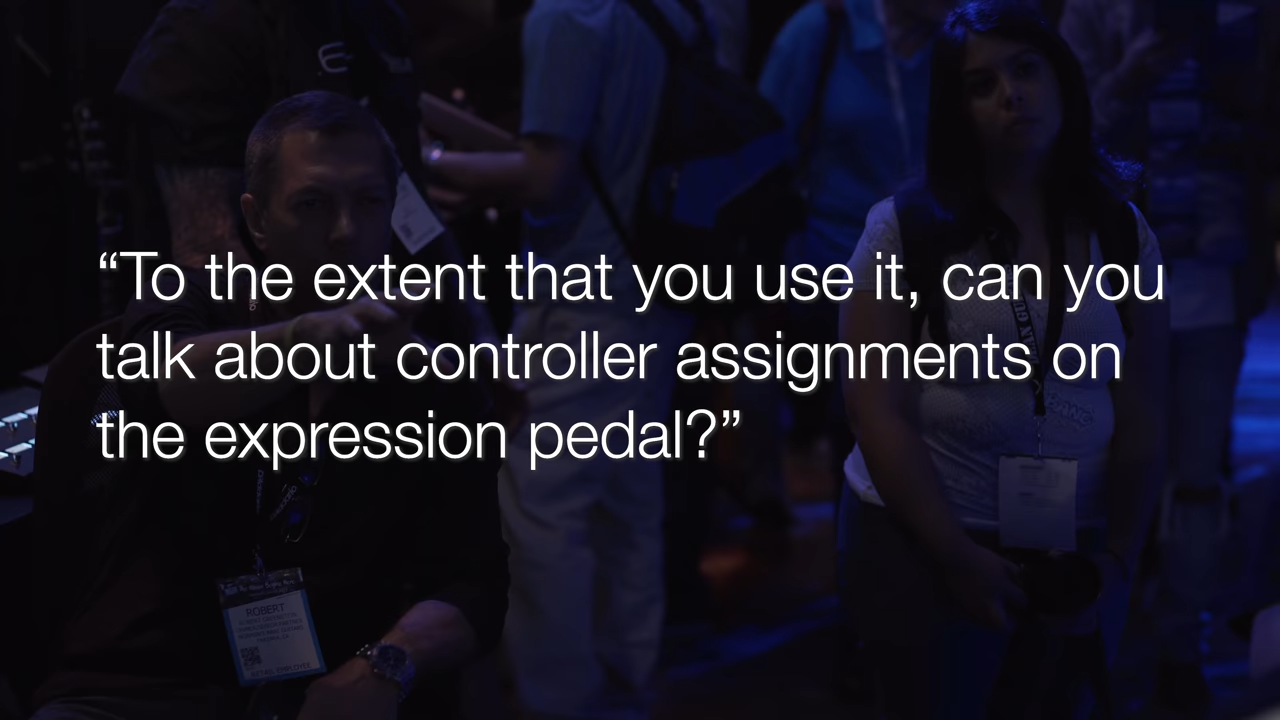 “To the extent that you use it, can you
talk about controller assignments on
the expression pedal?”
ROBERT